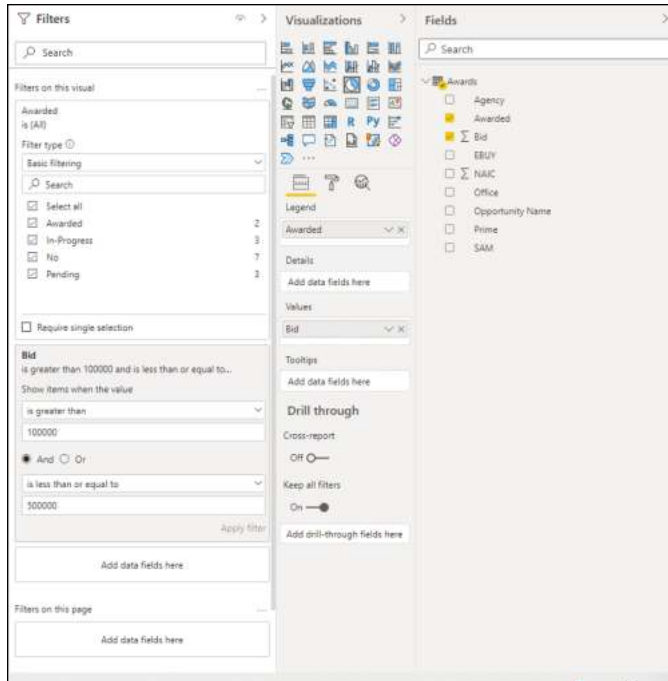 Filters
Search
Filters on this visual
...
Awarded
is (All)
Filter type
Basic filtering
Search
Select all
Awarded 2
In-Progress 3
No 7
Pending 3
Require single selection
Bid
is greater than 100000 and is less than or equal to...
Show items when the value
is greater than
100000
And Or
is less than or equal to
500000
Apply filter
Add data fields here
Filters on this page
...
Add data fields here
Visualizations
R Py
...
Legend
Awarded
Details
Add data fields here
Values
Bid
Tooltips
Add data fields here
Drill through
Cross-report
Off
Keep all filters
On
Add drill-through fields here
Fields
Search
Awards
Agency
Awarded
∑ Bid
EBUY
∑ NAIC
Office
Opportunity Name
Prime
SAM